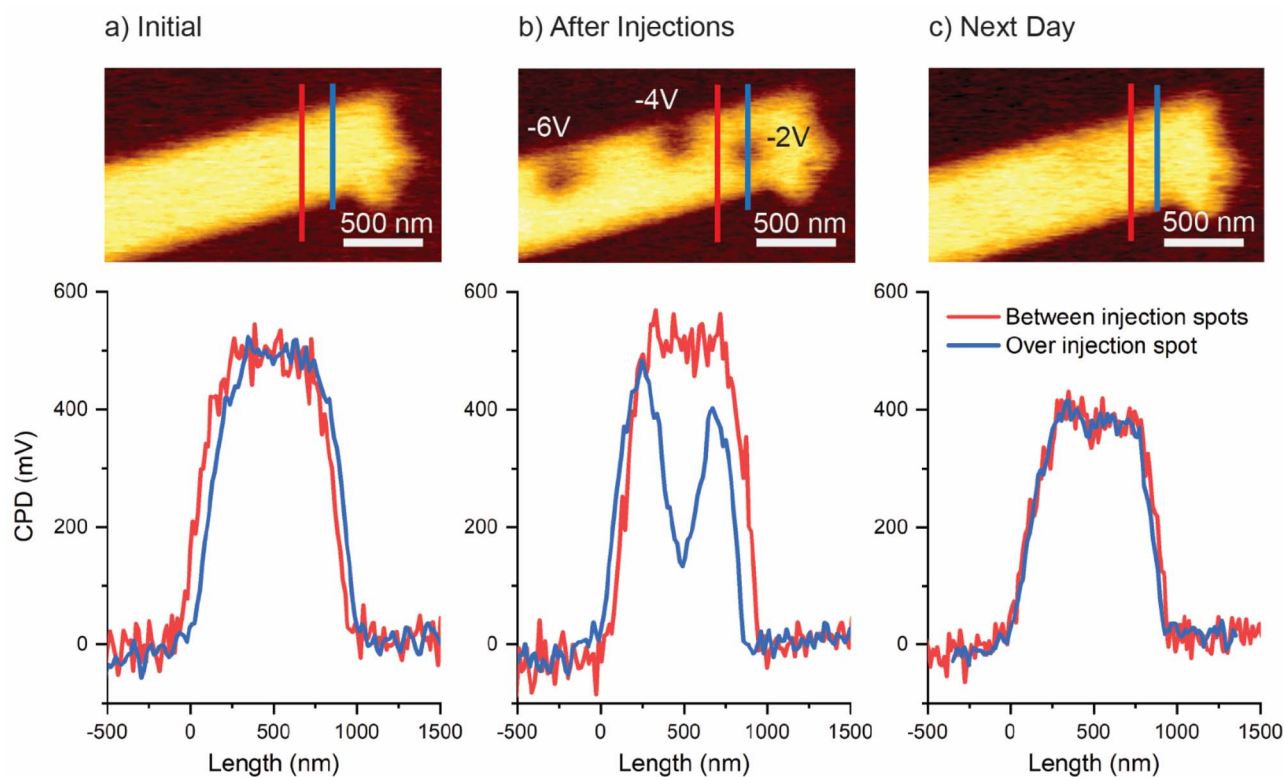 a) Initial
b) After Injections
c) Next Day
500 nm
-6V
-4V
-2V
500 nm
500 nm
CPD (mV)
600
400
200
0
-500 0 500 1000 1500
Length (nm)
600
400
200
0
-500 0 500 1000 1500
Length (nm)
600
400
200
0
Between injection spots
Over injection spot
-500 0 500 1000 1500
Length (nm)